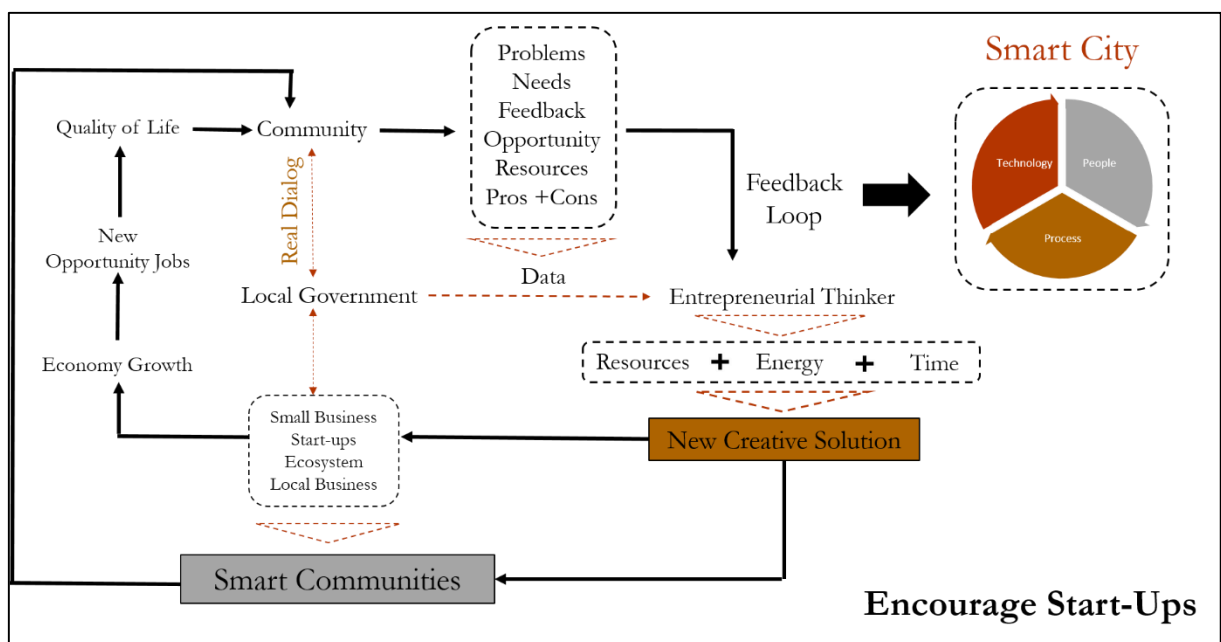 Smart City
Technology
People
Process
Problems
Needs
Feedback
Opportunity
Resources
Pros +Cons
Quality of Life
Community
Real Dialog
Feedback
Loop
New
Opportunity Jobs
Data
Local Government
Entrepreneurial Thinker
Economy Growth
Resources + Energy + Time
Small Business
Start-ups
Ecosystem
Local Business
New Creative Solution
Smart Communities
Encourage Start-Ups